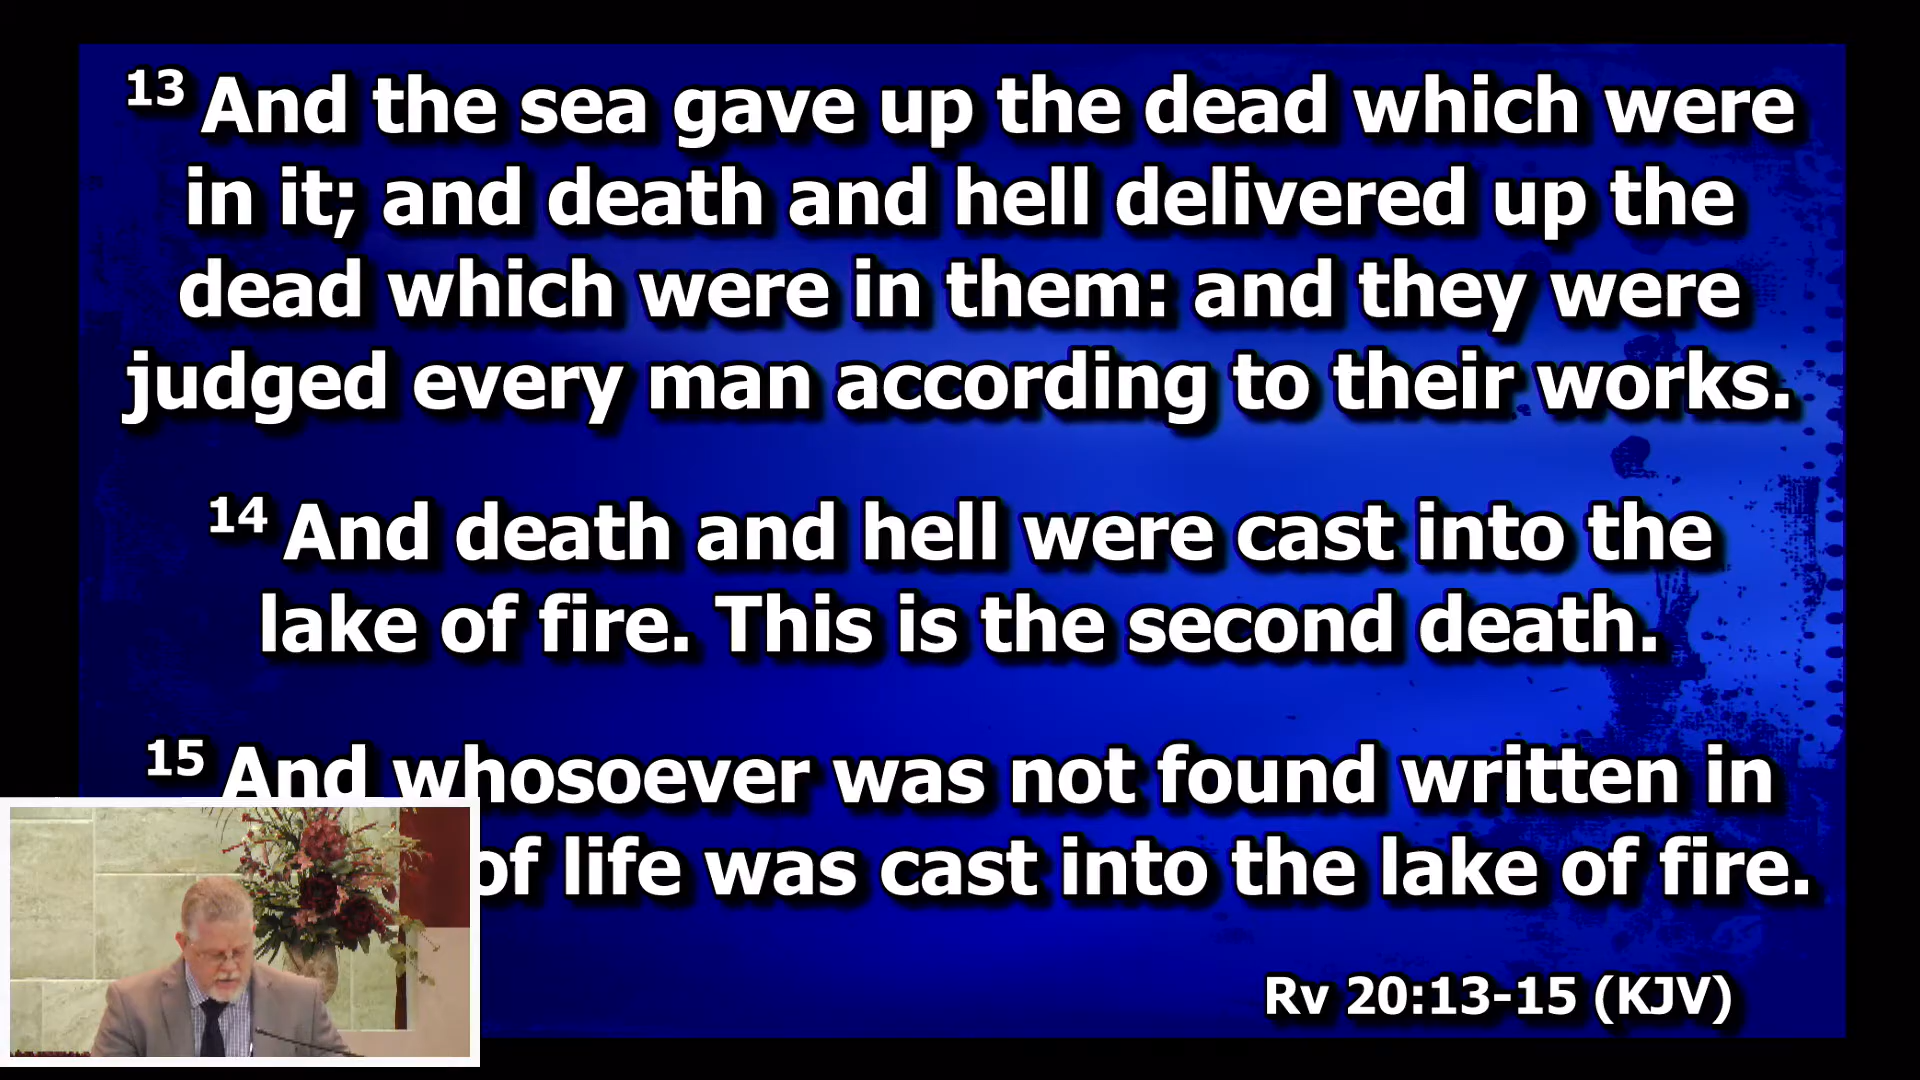 13 And the sea gave up the dead which were
in it; and death and hell delivered up the
dead which were in them: and they were
judged every man according to their works.
14 And death and hell were cast into the
lake of fire. This is the second death.
15 And whosoever was not found written in
of life was cast into the lake of fire.
Rv 20:13-15 (KJV)